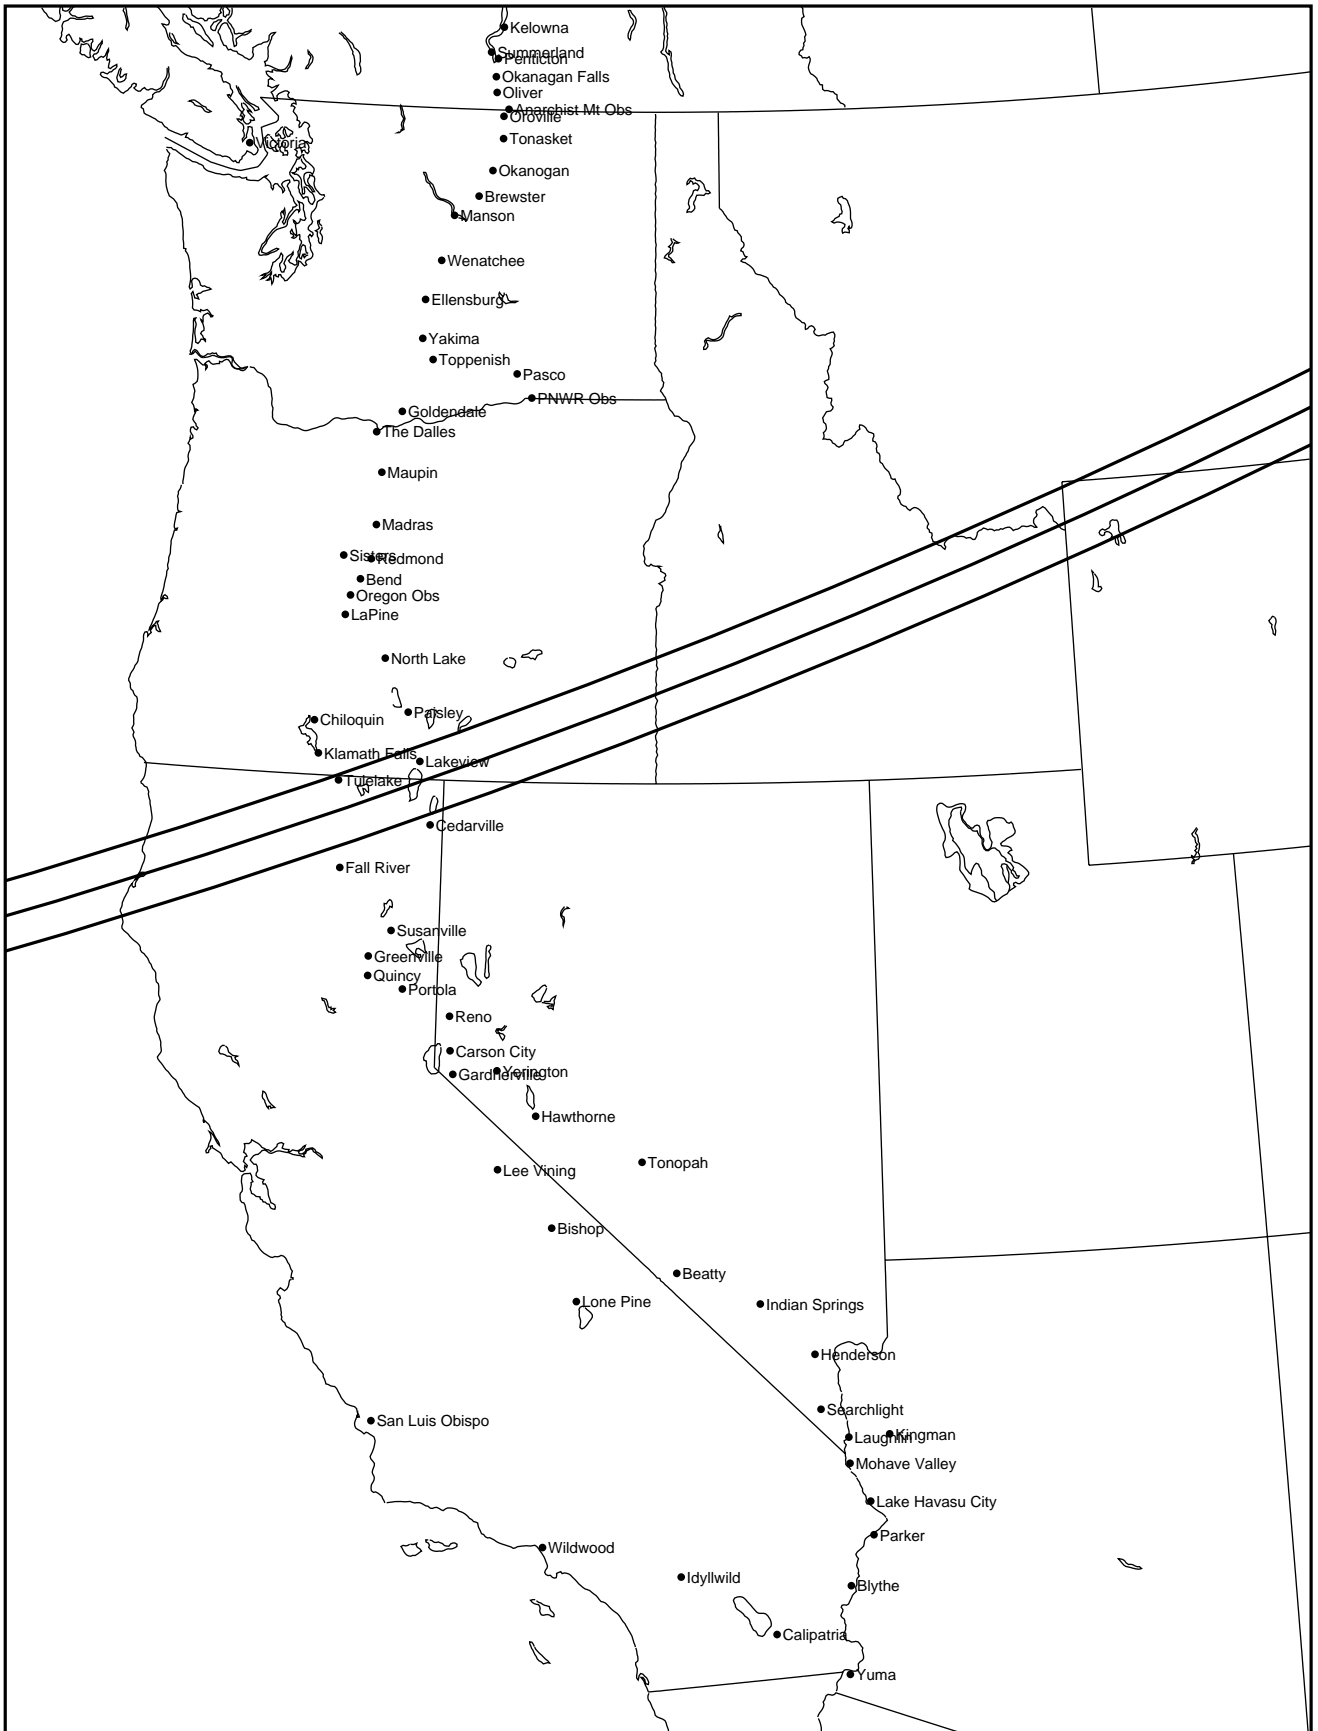 Kelowna
Summerland
Penticton
Okanagan Falls
Oliver
Anarchist Mt Obs
Oroville
Tonasket
Victoria
Okanogan
Brewster
Manson
Wenatchee
Ellensburg
Yakima
Toppenish
Pasco
PNWR Obs
Goldendale
The Dalles
Maupin
Madras
Sisters
Redmond
Bend
Oregon Obs
LaPine
North Lake
Paisley
Chiloquin
Klamath Falls
Lakeview
Tulelake
Cedarville
Fall River
Susanville
Greenville
Quincy
Portola
Reno
Carson City
Yerington
Gardnerville
Hawthorne
Tonopah
Lee Vining
Bishop
Beatty
Lone Pine
Indian Springs
Henderson
Searchlight
San Luis Obispo
Kingman
Laughlin
Mohave Valley
Lake Havasu City
Parker
Wildwood
Idyllwild
Blythe
Calipatria
Yuma